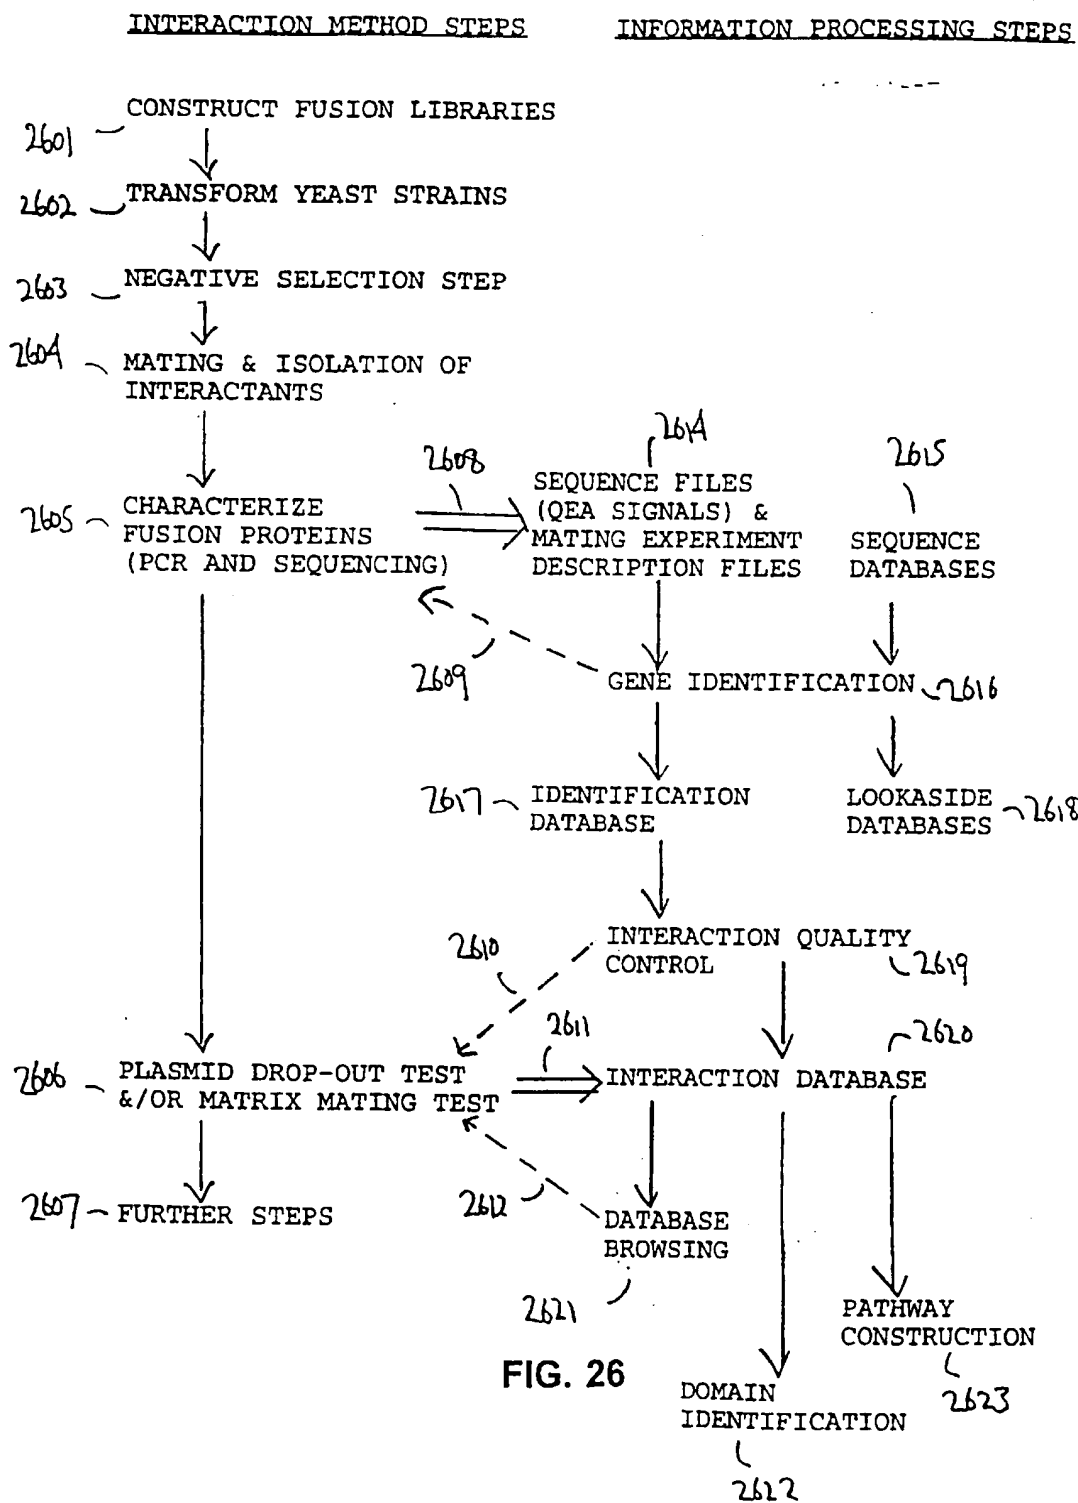 INTERACTION METHOD STEPS
INFORMATION PROCESSING STEPS
CONSTRUCT FUSION LIBRARIES
2601
TRANSFORM YEAST STRAINS
2602
NEGATIVE SELECTION STEP
2603
2604
MATING & ISOLATION OF
INTERACTANTS
2605
CHARACTERIZE
FUSION PROTEINS
(PCR AND SEQUENCING)
2608
2614
SEQUENCE FILES
(QEA SIGNALS) &
MATING EXPERIMENT
DESCRIPTION FILES
2615
SEQUENCE
DATABASES
2609
GENE IDENTIFICATION
2616
2617
IDENTIFICATION
DATABASE
LOOKASIDE
DATABASES
2618
2610
INTERACTION QUALITY
CONTROL
2619
2611
2620
2606
PLASMID DROP-OUT TEST
&/OR MATRIX MATING TEST
INTERACTION DATABASE
2612
2607
FURTHER STEPS
DATABASE
BROWSING
2621
PATHWAY
CONSTRUCTION
2623
FIG. 26
DOMAIN
IDENTIFICATION
2622